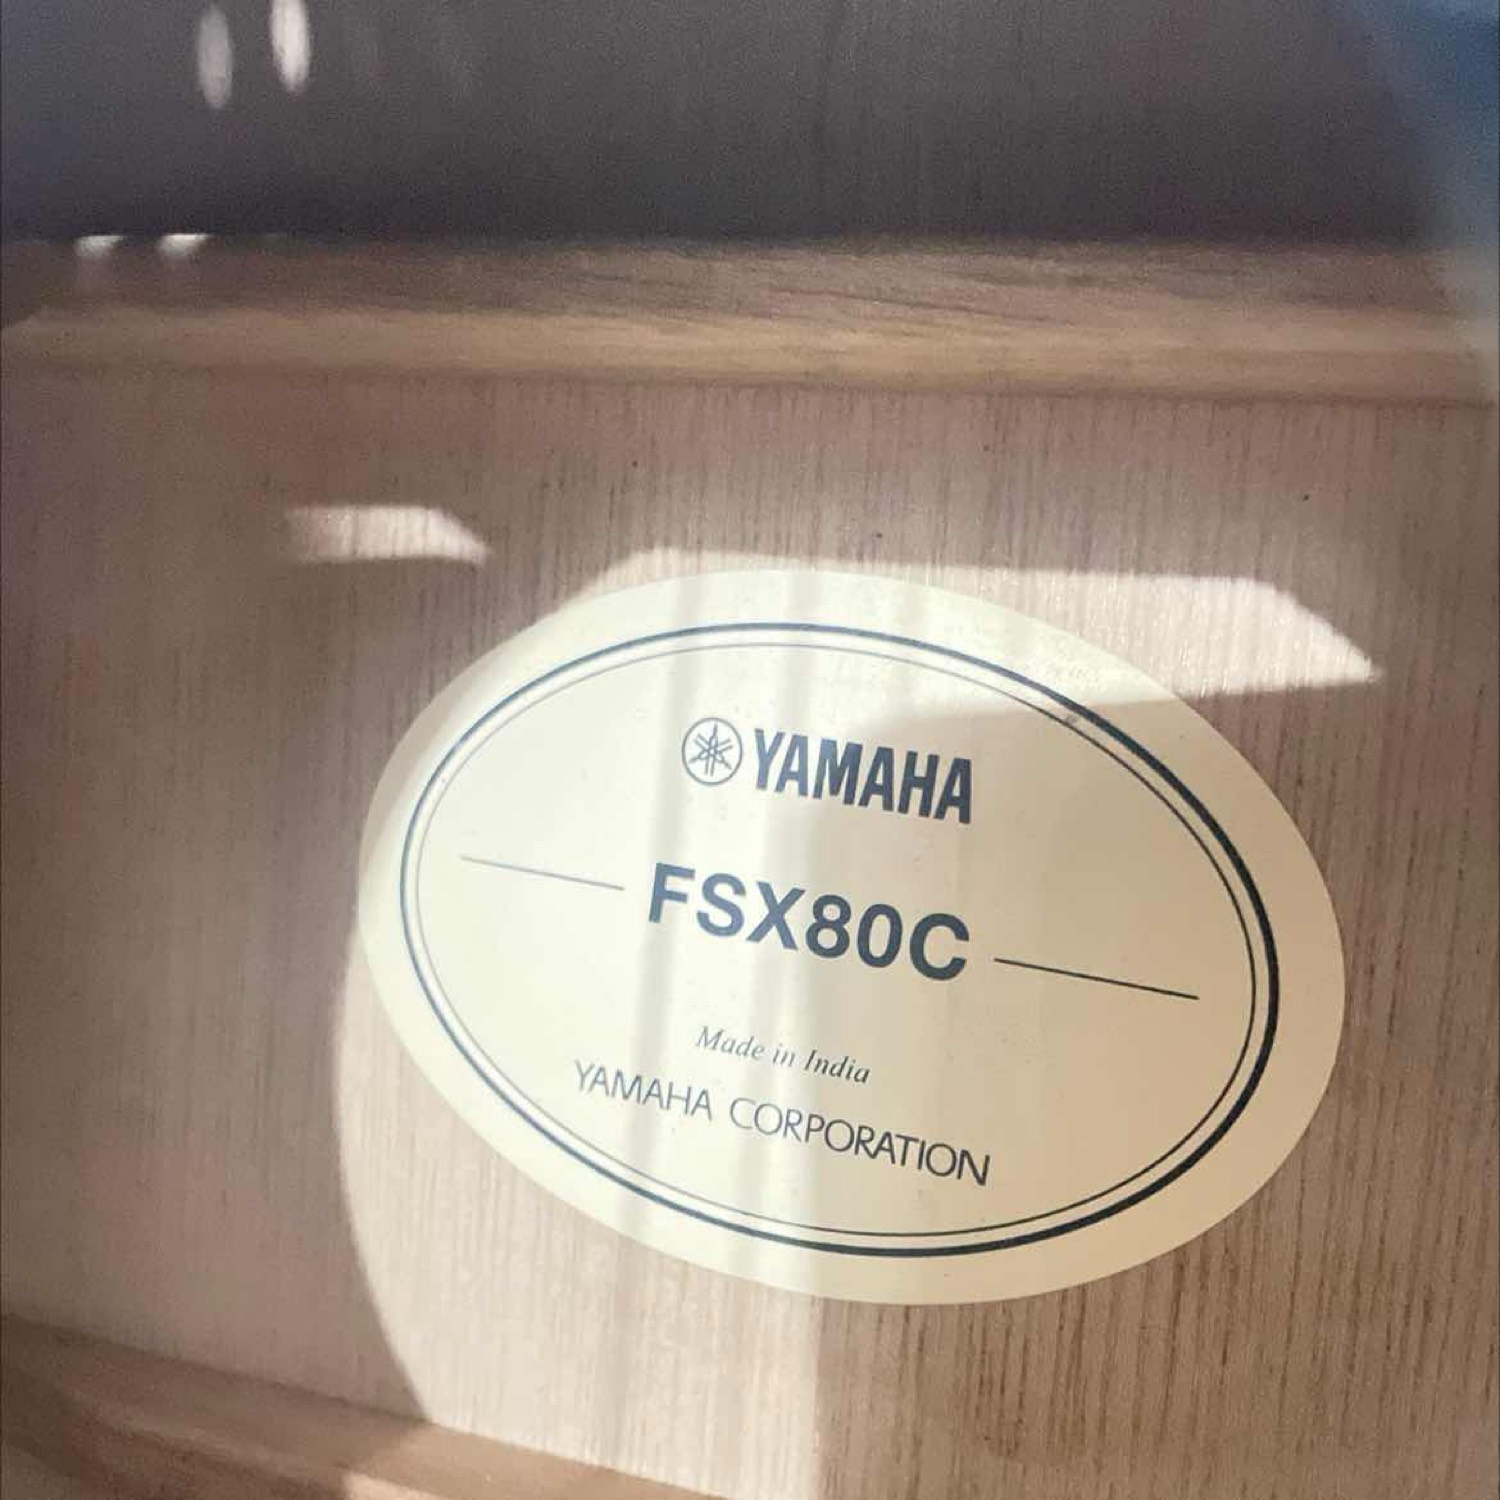 YAMAHA
FSX80C
Made in India
YAMAHA CORPORATION